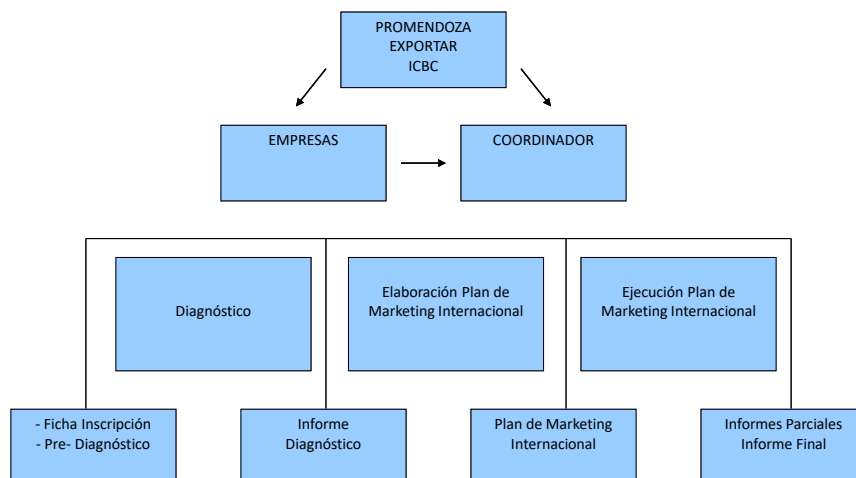 PROMENDOZA
EXPORTAR
ICBC
EMPRESAS
COORDINADOR
Diagnóstico
Elaboración Plan de
Marketing Internacional
Ejecución Plan de
Marketing Internacional
- Ficha Inscripción
- Pre- Diagnóstico
Informe
Diagnóstico
Plan de Marketing
Internacional
Informes Parciales
Informe Final